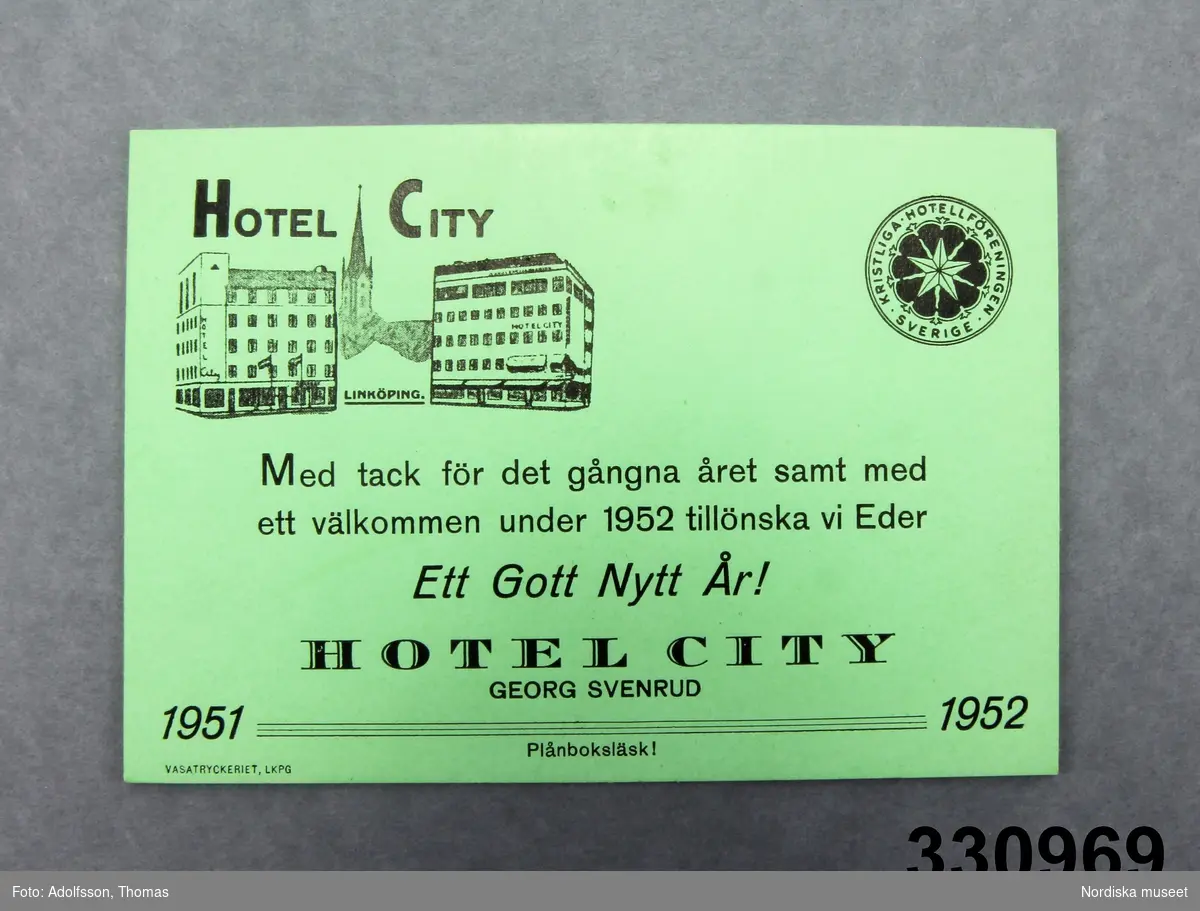 HOTEL CITY
KRISTLIGA HOTELLFÖRENINGEN · SVERIGE ·
HOTEL City
HOTEL CITY
LINKÖPING.
Med tack för det gångna året samt med
ett välkommen under 1952 tillönska vi Eder
Ett Gott Nytt År!
HOTEL CITY
GEORG SVENRUD
1951 1952
Plånboksläsk!
VASATRYCKERIET, LKPG
330969
Foto: Adolfsson, Thomas Nordiska museet